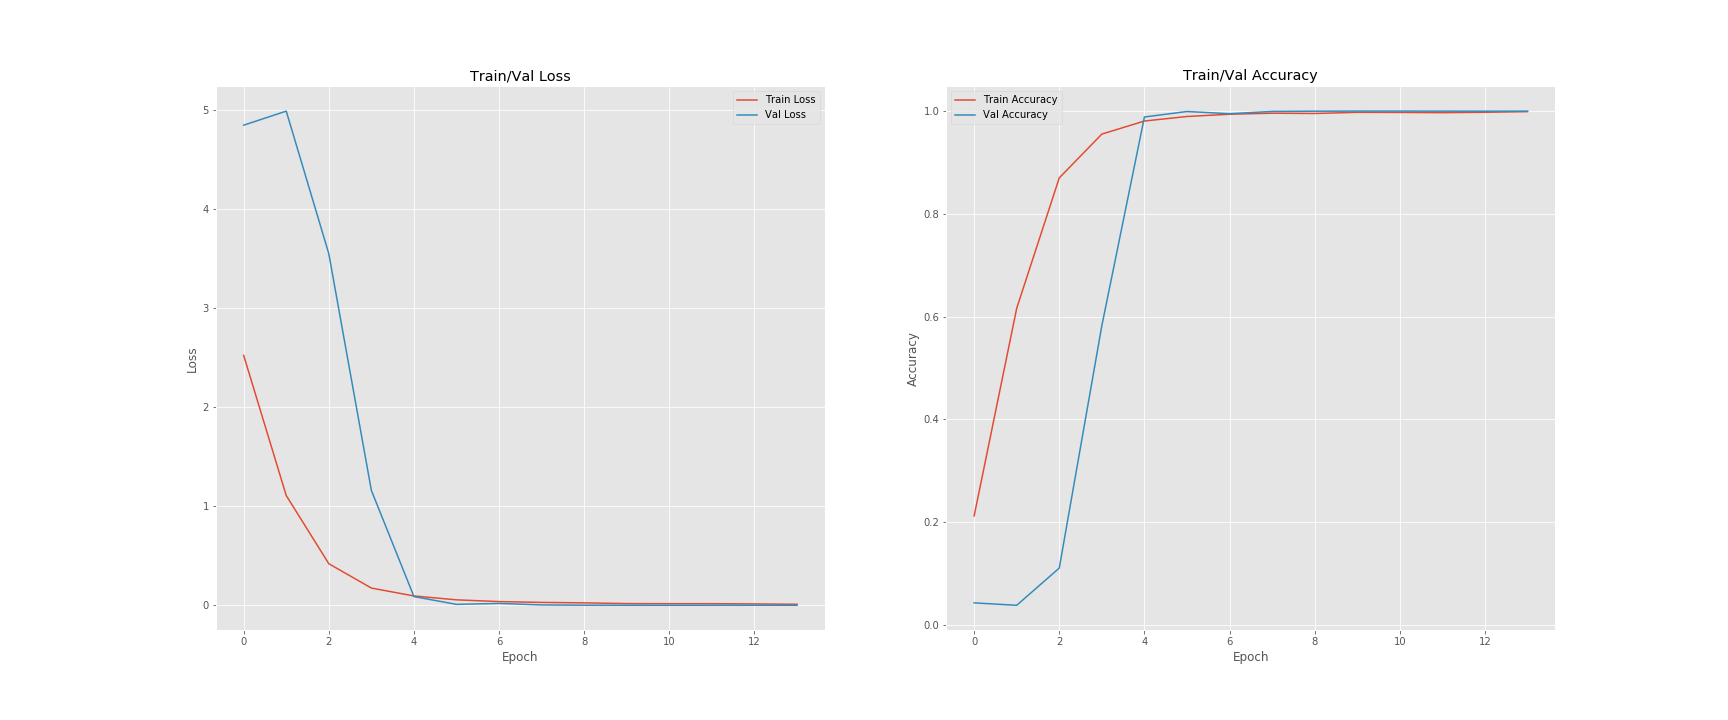 Train/Val Loss
Train Loss
Val Loss
5
4
3
2
1
0
Loss
0 2 4 6 8 10 12
Epoch
Train/Val Accuracy
Train Accuracy
Val Accuracy
1.0
0.8
0.6
0.4
0.2
0.0
Accuracy
0 2 4 6 8 10 12
Epoch